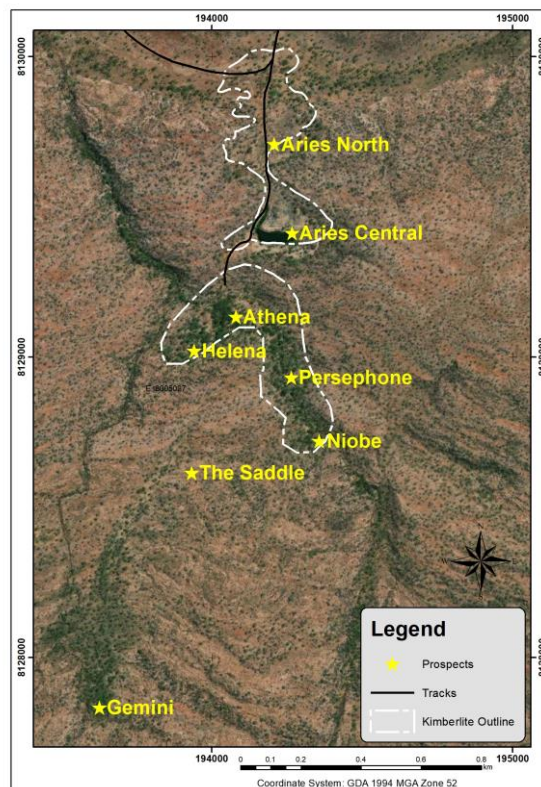 194000
195000
8130000
Aries North
Aries Central
Athena
Helena
8129000
8129000
Persephone
Niobe
The Saddle
8128000
Gemini
Legend
Prospects
Tracks
Kimberlite Outline
194000
195000
0 0.2 0.4 0.6 0.8
km
Coordinate System: GDA 1994 MGA Zone 52